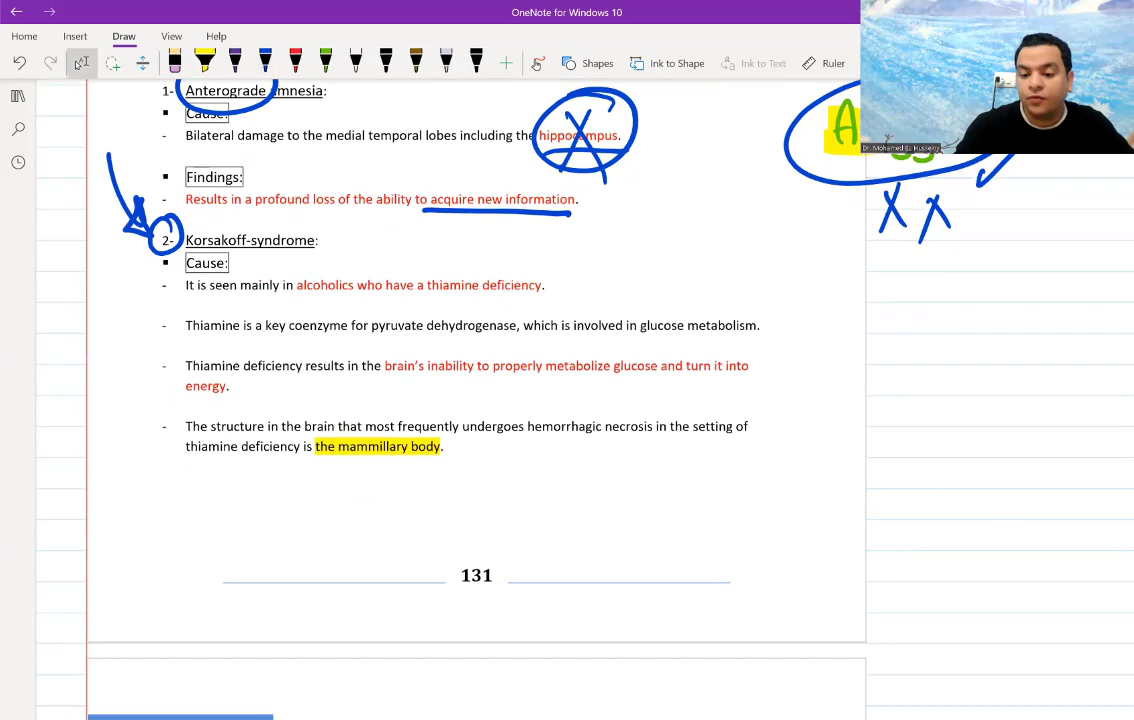 OneNote for Windows 10
Home Insert Draw View Help
Shapes Ink to Shape Ink to Text Ruler
1- Anterograde amnesia:
▪ Cause:
- Bilateral damage to the medial temporal lobes including the hippocampus.
▪ Findings:
- Results in a profound loss of the ability to acquire new information.
2- Korsakoff-syndrome:
▪ Cause:
- It is seen mainly in alcoholics who have a thiamine deficiency.
- Thiamine is a key coenzyme for pyruvate dehydrogenase, which is involved in glucose metabolism.
- Thiamine deficiency results in the brain's inability to properly metabolize glucose and turn it into
energy.
- The structure in the brain that most frequently undergoes hemorrhagic necrosis in the setting of
thiamine deficiency is the mammillary body.
131
A
X X
X
Dr. Mohamed EL Husseiny